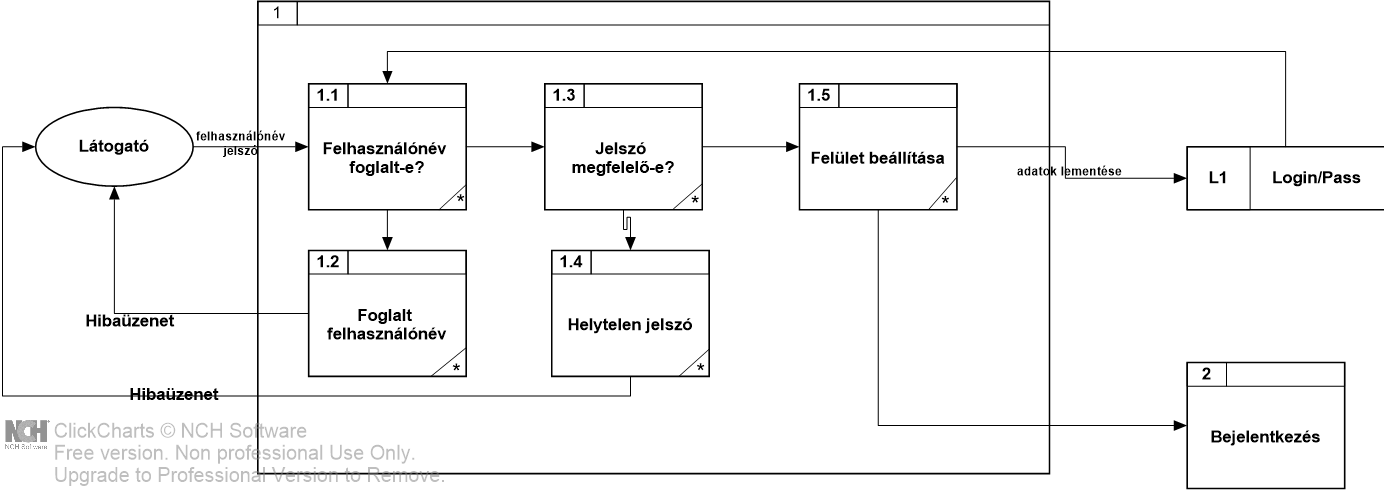 1
1.1
Felhasználónév
foglalt-e?
*
1.3
Jelszó
megfelelő-e?
*
1.5
Felület beállítása
*
Látogató
felhasználónév
jelszó
adatok lementése
L1
Login/Pass
1.2
Foglalt
felhasználónév
*
1.4
Helytelen jelszó
*
Hibaüzenet
Hibaüzenet
2
Bejelentkezés
NCH
NCH Software
ClickCharts © NCH Software
Free version. Non professional Use Only.
Upgrade to Professional Version to Remove.